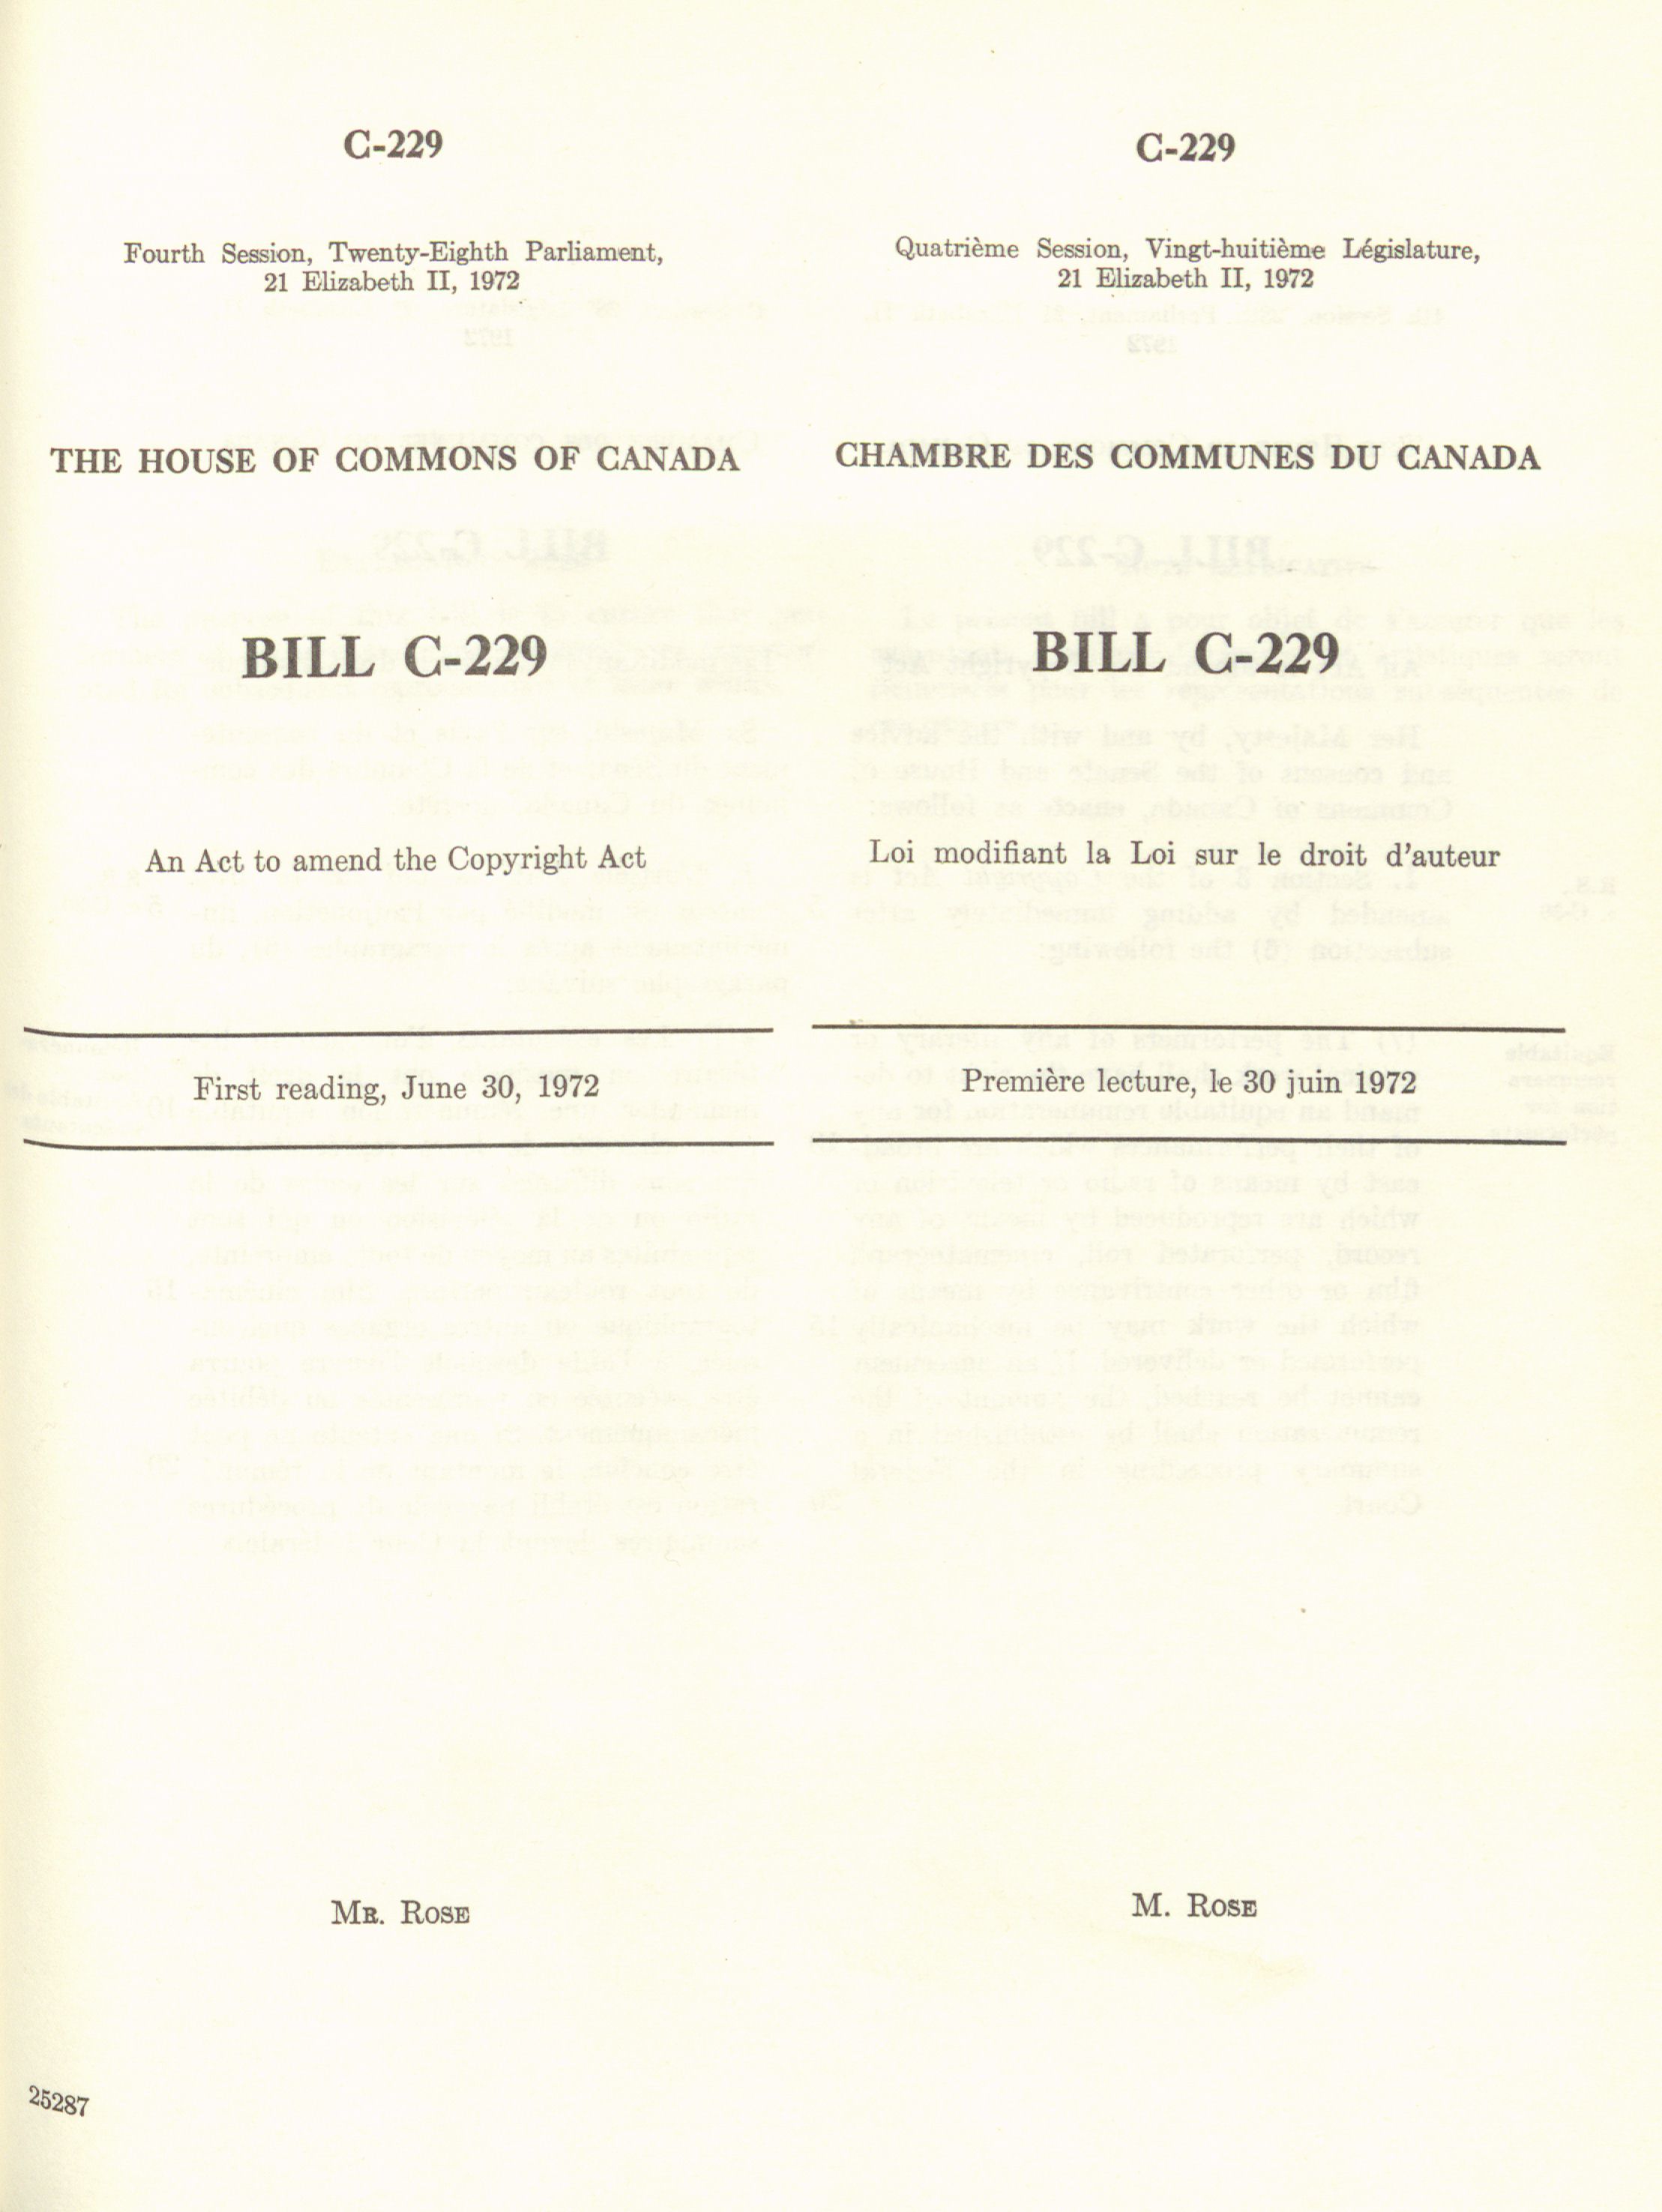 C-229
Fourth Session, Twenty-Eighth Parliament,
21 Elizabeth II, 1972
THE HOUSE OF COMMONS OF CANADA
BILL C-229
An Act to amend the Copyright Act
First reading, June 30, 1972
MR. ROSE
25287
C-229
Quatrième Session, Vingt-huitième Législature,
21 Elizabeth II, 1972
CHAMBRE DES COMMUNES DU CANADA
BILL C-229
Loi modifiant la Loi sur le droit d'auteur
Première lecture, le 30 juin 1972
M. ROSE